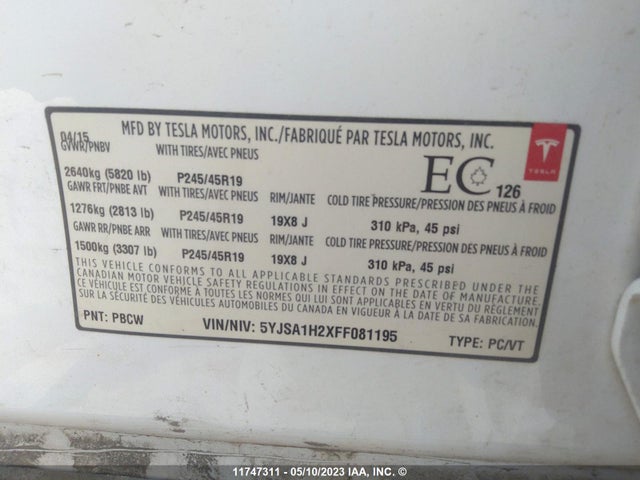 MFD BY TESLA MOTORS, INC./FABRIQUÉ PAR TESLA MOTORS, INC.
04/15
GVWR/PNBV WITH TIRES/AVEC PNEUS
2640kg (5820 lb) P245/45R19
EC 126
TESLA
GAWR FRT/PNBE AVT WITH TIRES/AVEC PNEUS RIM/JANTE COLD TIRE PRESSURE/PRESSION DES PNEUS À FROID
1276kg (2813 lb) P245/45R19 19X8 J 310 kPa, 45 psi
GAWR RR/PNBE ARR WITH TIRES/AVEC PNEUS RIM/JANTE COLD TIRE PRESSURE/PRESSION DES PNEUS À FROID
1500kg (3307 lb) P245/45R19 19X8 J 310 kPa, 45 psi
THIS VEHICLE CONFORMS TO ALL APPLICABLE STANDARDS PRESCRIBED UNDER THE
CANADIAN MOTOR VEHICLE SAFETY REGULATIONS IN EFFECT ON THE DATE OF MANUFACTURE/
CE VÉHICULE EST CONFORME À TOUTES LES NORMES QUI LUI SONT APPLICABLES EN VERTU DU RÈGLEMENT
SUR LA SÉCURITÉ DES VÉHICULES AUTOMOBILES DU CANADA EN VIGUEUR À LA DATE DE SA FABRICATION.
PNT: PBCW VIN/NIV: 5YJSA1H2XFF081195 TYPE: PC/VT
11747311 - 05/10/2023 IAA, INC. ©